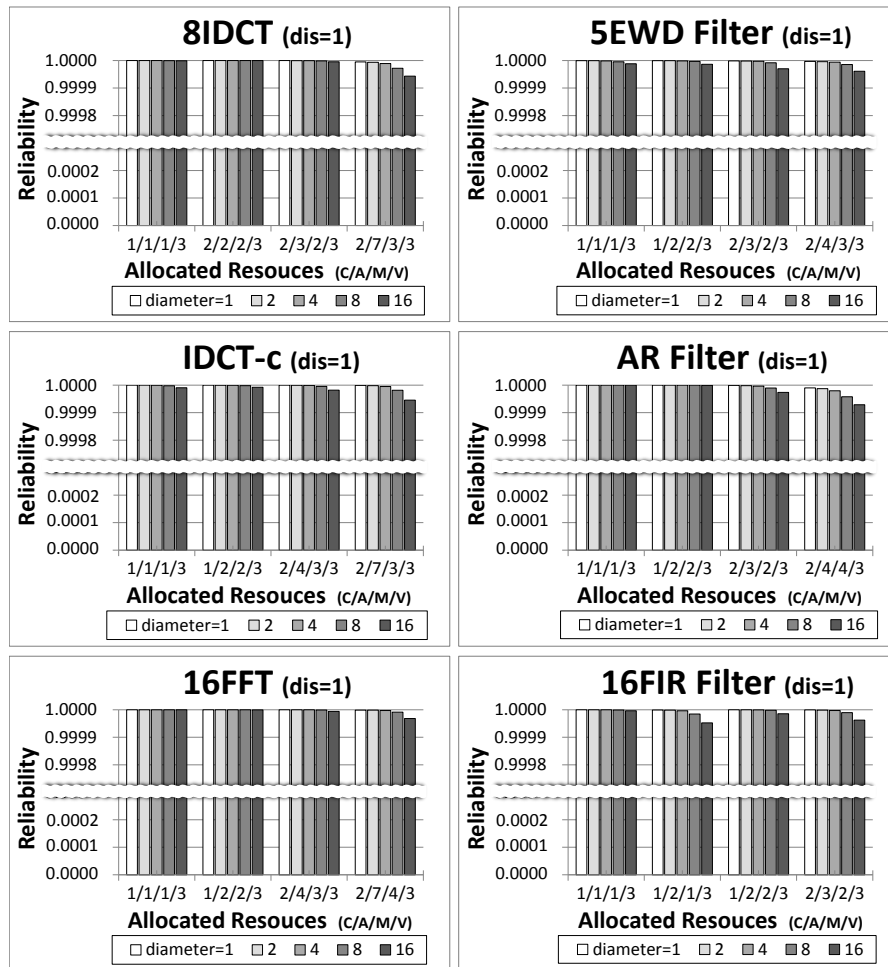 8IDCT (dis=1)
Reliability
1.0000
0.9999
0.9998
0.0002
0.0001
0.0000
1/1/1/3 2/2/2/3 2/3/2/3 2/7/3/3
Allocated Resouces (C/A/M/V)
diameter=1 2 4 8 16
5EWD Filter (dis=1)
Reliability
1.0000
0.9999
0.9998
0.0002
0.0001
0.0000
1/1/1/3 1/2/2/3 2/3/2/3 2/4/3/3
Allocated Resouces (C/A/M/V)
diameter=1 2 4 8 16
IDCT-c (dis=1)
Reliability
1.0000
0.9999
0.9998
0.0002
0.0001
0.0000
1/1/1/3 1/2/2/3 2/4/3/3 2/7/3/3
Allocated Resouces (C/A/M/V)
diameter=1 2 4 8 16
AR Filter (dis=1)
Reliability
1.0000
0.9999
0.9998
0.0002
0.0001
0.0000
1/1/1/3 1/2/2/3 2/3/2/3 2/4/4/3
Allocated Resouces (C/A/M/V)
diameter=1 2 4 8 16
16FFT (dis=1)
Reliability
1.0000
0.9999
0.9998
0.0002
0.0001
0.0000
1/1/1/3 1/2/2/3 2/4/3/3 2/7/4/3
Allocated Resouces (C/A/M/V)
diameter=1 2 4 8 16
16FIR Filter (dis=1)
Reliability
1.0000
0.9999
0.9998
0.0002
0.0001
0.0000
1/1/1/3 1/2/1/3 1/2/2/3 2/3/2/3
Allocated Resouces (C/A/M/V)
diameter=1 2 4 8 16